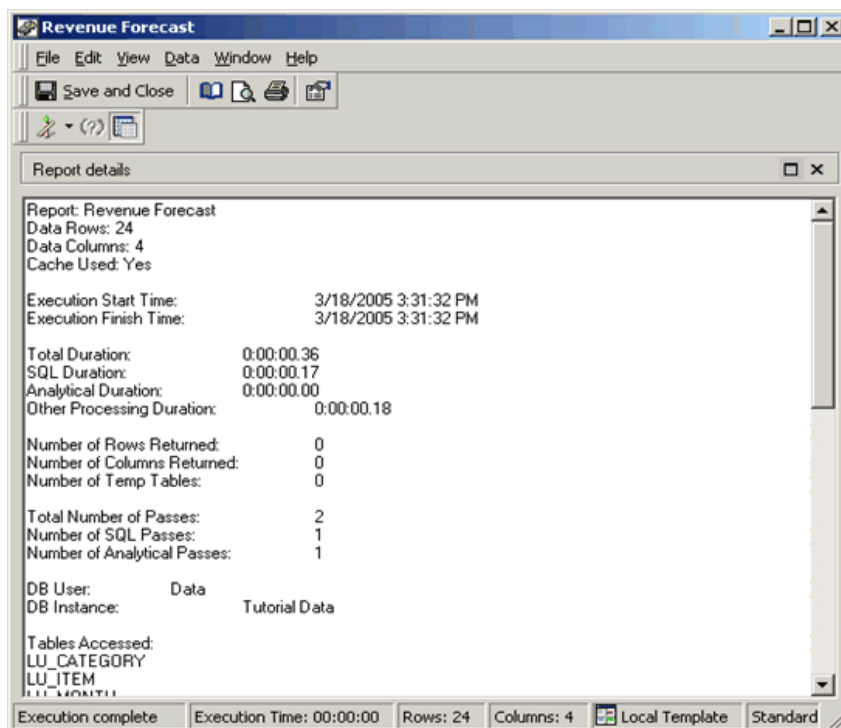 Revenue Forecast
File Edit View Data Window Help
Save and Close
Report details
Report: Revenue Forecast
Data Rows: 24
Data Columns: 4
Cache Used: Yes
Execution Start Time: 3/18/2005 3:31:32 PM
Execution Finish Time: 3/18/2005 3:31:32 PM
Total Duration: 0:00:00.36
SQL Duration: 0:00:00.17
Analytical Duration: 0:00:00.00
Other Processing Duration: 0:00:00.18
Number of Rows Returned: 0
Number of Columns Returned: 0
Number of Temp Tables: 0
Total Number of Passes: 2
Number of SQL Passes: 1
Number of Analytical Passes: 1
DB User: Data
DB Instance: Tutorial Data
Tables Accessed:
LU_CATEGORY
LU_ITEM
LU_MONTH
Execution complete Execution Time: 00:00:00 Rows: 24 Columns: 4 Local Template Standard